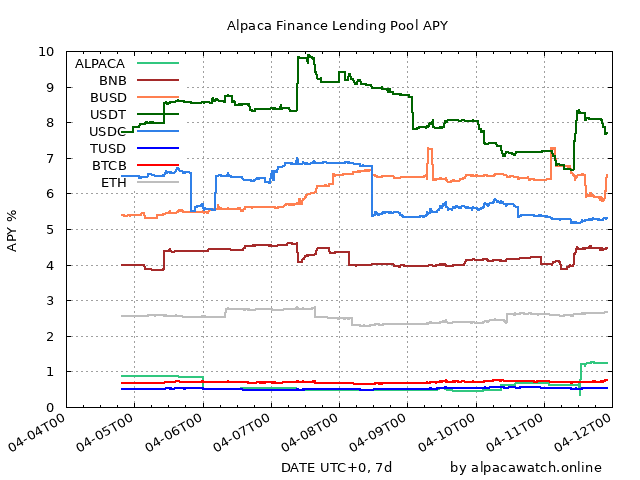 Alpaca Finance Lending Pool APY
10
9
8
7
6
5
4
3
2
1
0
APY %
ALPACA
BNB
BUSD
USDT
USDC
TUSD
BTCB
ETH
04-04T00
04-05T00
04-06T00
04-07T00
04-08T00
04-09T00
04-10T00
04-11T00
04-12T00
DATE UTC+0, 7d
by alpacawatch.online